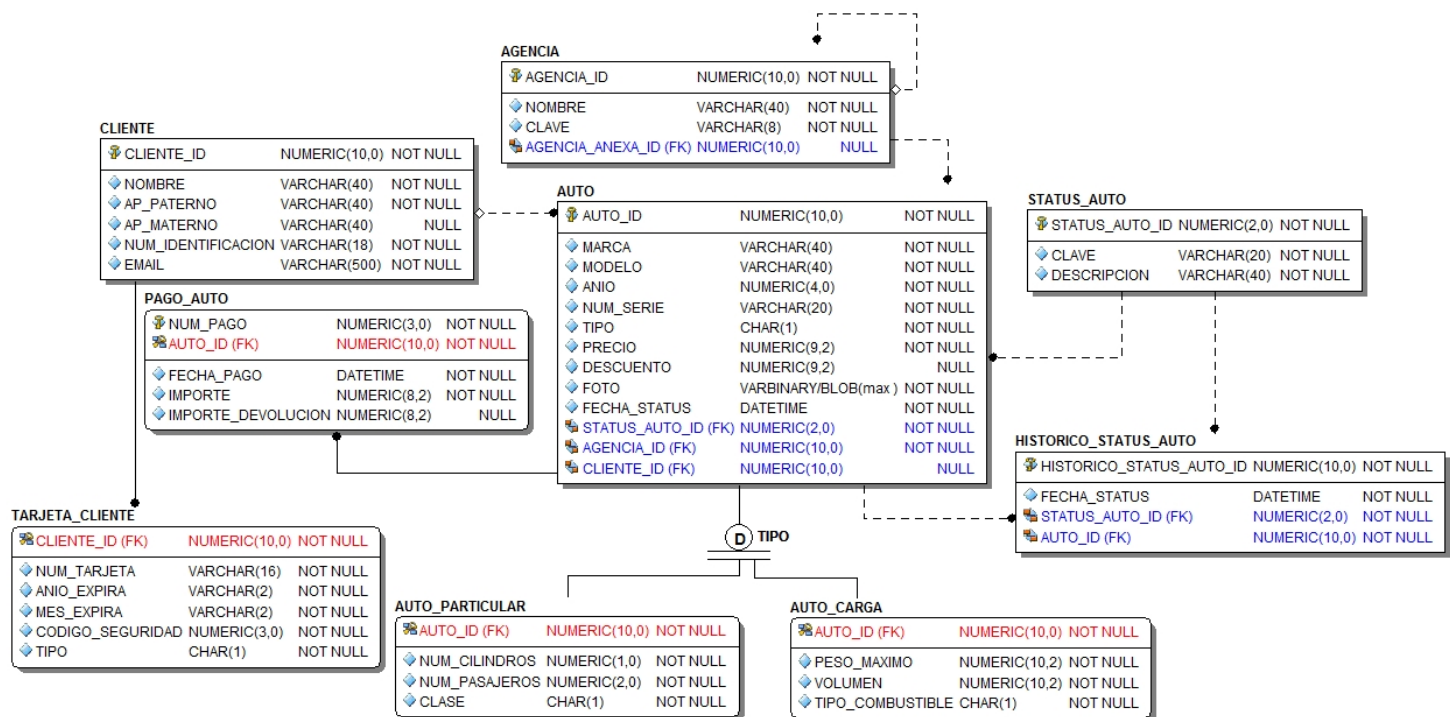 AGENCIA
AGENCIA_ID NUMERIC(10,0) NOT NULL
NOMBRE VARCHAR(40) NOT NULL
CLAVE VARCHAR(8) NOT NULL
AGENCIA_ANEXA_ID (FK) NUMERIC(10,0) NULL
CLIENTE
CLIENTE_ID NUMERIC(10,0) NOT NULL
NOMBRE VARCHAR(40) NOT NULL
AP_PATERNO VARCHAR(40) NOT NULL
AP_MATERNO VARCHAR(40) NULL
NUM_IDENTIFICACION VARCHAR(18) NOT NULL
EMAIL VARCHAR(500) NOT NULL
AUTO
AUTO_ID NUMERIC(10,0) NOT NULL
MARCA VARCHAR(40) NOT NULL
MODELO VARCHAR(40) NOT NULL
ANIO NUMERIC(4,0) NOT NULL
NUM_SERIE VARCHAR(20) NOT NULL
TIPO CHAR(1) NOT NULL
PRECIO NUMERIC(9,2) NOT NULL
DESCUENTO NUMERIC(9,2) NULL
FOTO VARBINARY/BLOB(max) NOT NULL
FECHA_STATUS DATETIME NOT NULL
STATUS_AUTO_ID (FK) NUMERIC(2,0) NOT NULL
AGENCIA_ID (FK) NUMERIC(10,0) NOT NULL
CLIENTE_ID (FK) NUMERIC(10,0) NULL
STATUS_AUTO
STATUS_AUTO_ID NUMERIC(2,0) NOT NULL
CLAVE VARCHAR(20) NOT NULL
DESCRIPCION VARCHAR(40) NOT NULL
PAGO_AUTO
NUM_PAGO NUMERIC(3,0) NOT NULL
AUTO_ID (FK) NUMERIC(10,0) NOT NULL
FECHA_PAGO DATETIME NOT NULL
IMPORTE NUMERIC(8,2) NOT NULL
IMPORTE_DEVOLUCION NUMERIC(8,2) NULL
HISTORICO_STATUS_AUTO
HISTORICO_STATUS_AUTO_ID NUMERIC(10,0) NOT NULL
FECHA_STATUS DATETIME NOT NULL
STATUS_AUTO_ID (FK) NUMERIC(2,0) NOT NULL
AUTO_ID (FK) NUMERIC(10,0) NOT NULL
TARJETA_CLIENTE
CLIENTE_ID (FK) NUMERIC(10,0) NOT NULL
NUM_TARJETA VARCHAR(16) NOT NULL
ANIO_EXPIRA VARCHAR(2) NOT NULL
MES_EXPIRA VARCHAR(2) NOT NULL
CODIGO_SEGURIDAD NUMERIC(3,0) NOT NULL
TIPO CHAR(1) NOT NULL
D TIPO
AUTO_PARTICULAR
AUTO_ID (FK) NUMERIC(10,0) NOT NULL
NUM_CILINDROS NUMERIC(1,0) NOT NULL
NUM_PASAJEROS NUMERIC(2,0) NOT NULL
CLASE CHAR(1) NOT NULL
AUTO_CARGA
AUTO_ID (FK) NUMERIC(10,0) NOT NULL
PESO_MAXIMO NUMERIC(10,2) NOT NULL
VOLUMEN NUMERIC(10,2) NOT NULL
TIPO_COMBUSTIBLE CHAR(1) NOT NULL